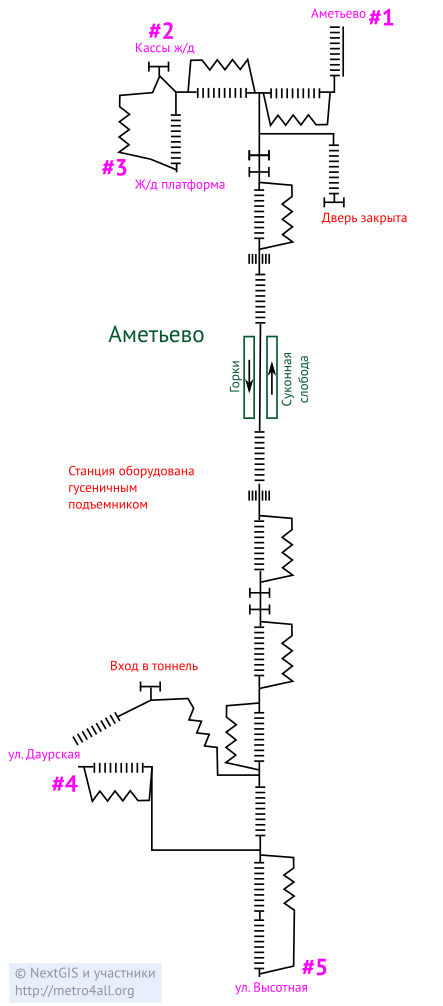 Аметьево #1
#2
Кассы ж/д
#3
Ж/д платформа
Дверь закрыта
Аметьево
Горки
Суконная
слобода
Станция оборудована
гусеничным
подъемником
Вход в тоннель
ул. Даурская
#4
#5
ул. Высотная
© NextGIS и участники
http://metro4all.org